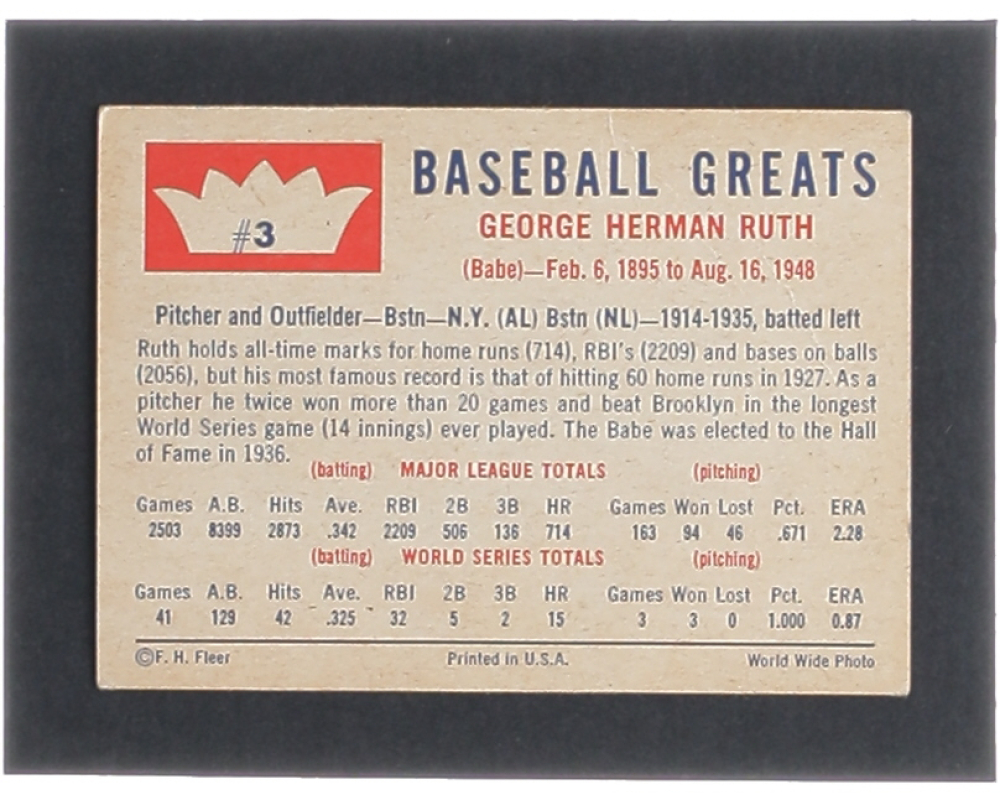 #3
BASEBALL GREATS
GEORGE HERMAN RUTH
(Babe)—Feb. 6, 1895 to Aug. 16, 1948
Pitcher and Outfielder—Bstn—N.Y. (AL) Bstn (NL)—1914-1935, batted left
Ruth holds all-time marks for home runs (714), RBI's (2209) and bases on balls
(2056), but his most famous record is that of hitting 60 home runs in 1927. As a
pitcher he twice won more than 20 games and beat Brooklyn in the longest
World Series game (14 innings) ever played. The Babe was elected to the Hall
of Fame in 1936.
(batting) MAJOR LEAGUE TOTALS (pitching)
Games A.B. Hits Ave. RBI 2B 3B HR Games Won Lost Pct. ERA
2503 8399 2873 .342 2209 506 136 714 163 94 46 .671 2.28
(batting) WORLD SERIES TOTALS (pitching)
Games A.B. Hits Ave. RBI 2B 3B HR Games Won Lost Pct. ERA
41 129 42 .325 32 5 2 15 3 3 0 1.000 0.87
©F. H. Fleer Printed in U.S.A. World Wide Photo